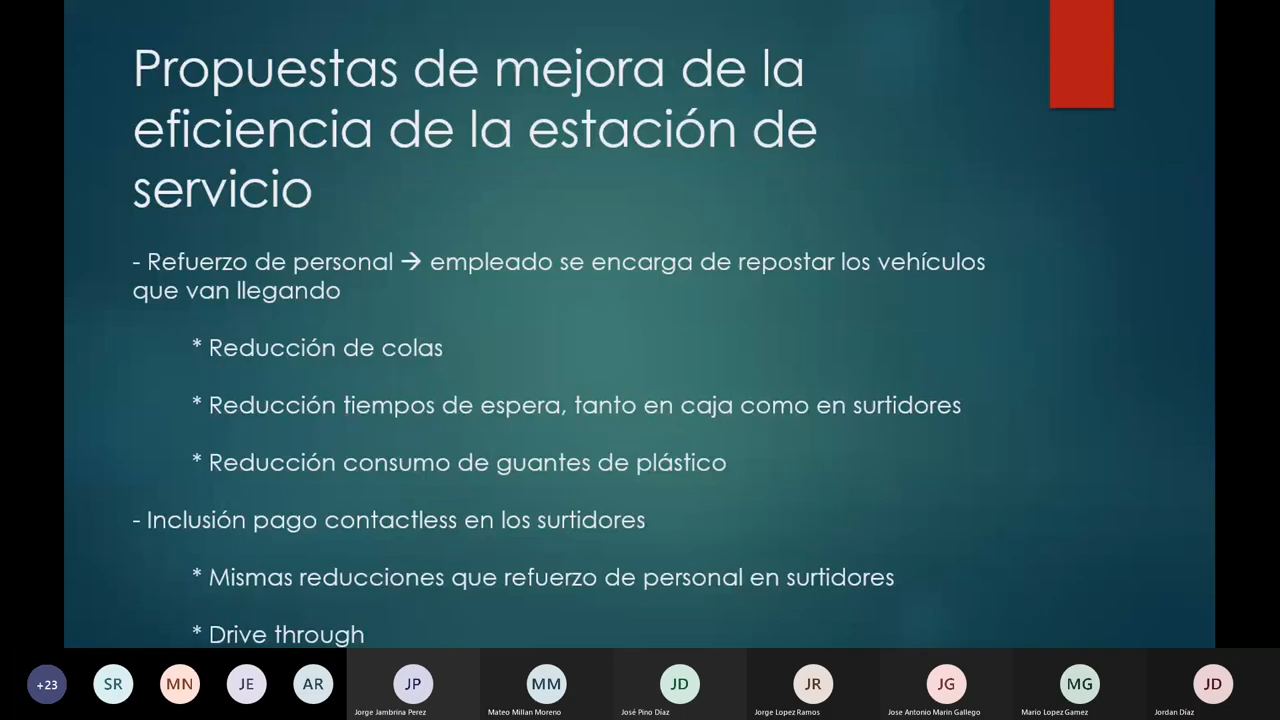 Propuestas de mejora de la
eficiencia de la estación de
servicio
- Refuerzo de personal → empleado se encarga de repostar los vehículos
que van llegando
* Reducción de colas
* Reducción tiempos de espera, tanto en caja como en surtidores
* Reducción consumo de guantes de plástico
- Inclusión pago contactless en los surtidores
* Mismas reducciones que refuerzo de personal en surtidores
* Drive through
+23
SR
MN
JE
AR
JP
MM
JD
JR
JG
MG
JD
Jorge Jambrina Perez
Mateo Millan Moreno
José Pino Díaz
Jorge Lopez Ramos
Jose Antonio Marin Gallego
Mario Lopez Gamez
Jordan Díaz